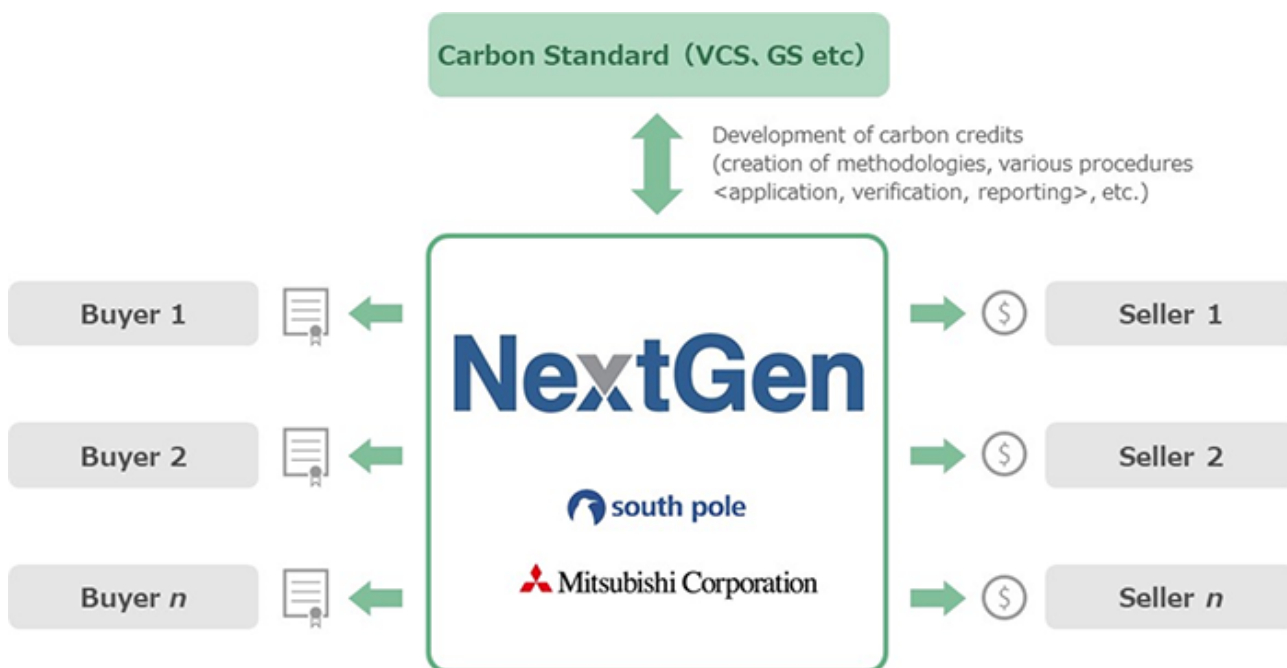 Carbon Standard（VCS、GS etc）
Development of carbon credits
(creation of methodologies, various procedures
<application, verification, reporting>, etc.)
Buyer 1
$
Seller 1
NextGen
Buyer 2
$
Seller 2
south pole
Mitsubishi Corporation
Buyer n
$
Seller n